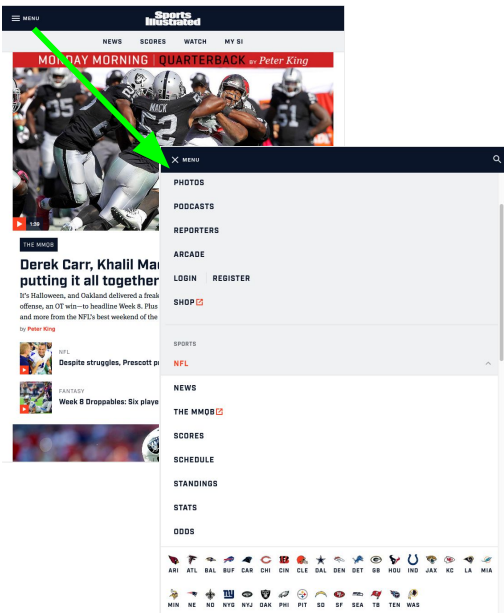 MENU
Sports
Illustrated
NEWS SCORES WATCH MY SI
MONDAY MORNING QUARTERBACK BY Peter King
MACK
35
52
51
1:39
THE MMQB
Derek Carr, Khalil Ma
putting it all together
It's Halloween, and Oakland delivered a freak
offense, an OT win—to headline Week 8. Plus
and more from the NFL's best weekend of the
by Peter King
NFL
Despite struggles, Prescott p
FANTASY
Week 8 Droppables: Six playe
MENU
PHOTOS
PODCASTS
REPORTERS
ARCADE
LOGIN REGISTER
SHOP
SPORTS
NFL
NEWS
THE MMQB
SCORES
SCHEDULE
STANDINGS
STATS
ODDS
ARI ATL BAL BUF CAR CHI CIN CLE DAL DEN DET GB HOU IND JAX KC LA MIA
MIN NE NO NYG NYJ OAK PHI PIT SD SF SEA TB TEN WAS